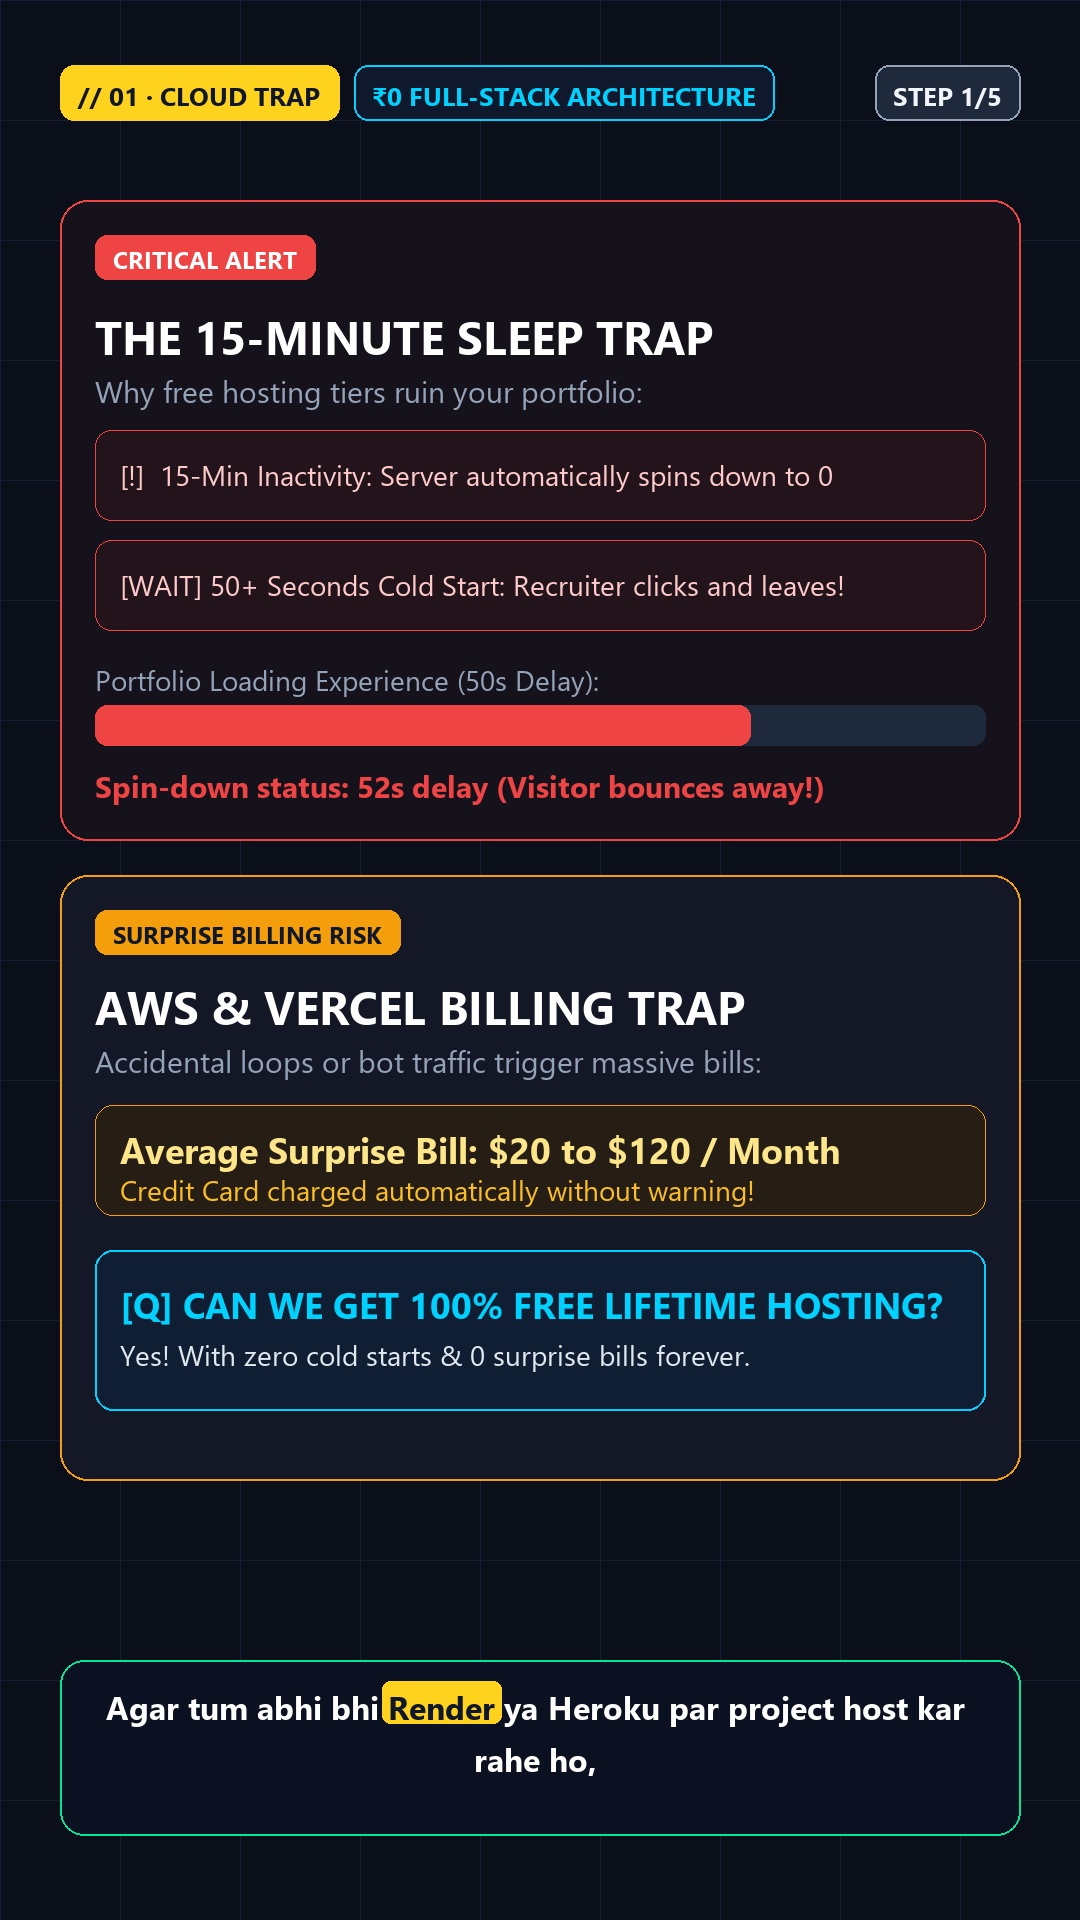 // 01 · CLOUD TRAP
₹0 FULL-STACK ARCHITECTURE
STEP 1/5
CRITICAL ALERT
THE 15-MINUTE SLEEP TRAP
Why free hosting tiers ruin your portfolio:
[!] 15-Min Inactivity: Server automatically spins down to 0
[WAIT] 50+ Seconds Cold Start: Recruiter clicks and leaves!
Portfolio Loading Experience (50s Delay):
Spin-down status: 52s delay (Visitor bounces away!)
SURPRISE BILLING RISK
AWS & VERCEL BILLING TRAP
Accidental loops or bot traffic trigger massive bills:
Average Surprise Bill: $20 to $120 / Month
Credit Card charged automatically without warning!
[Q] CAN WE GET 100% FREE LIFETIME HOSTING?
Yes! With zero cold starts & 0 surprise bills forever.
Agar tum abhi bhi Render ya Heroku par project host kar
rahe ho,